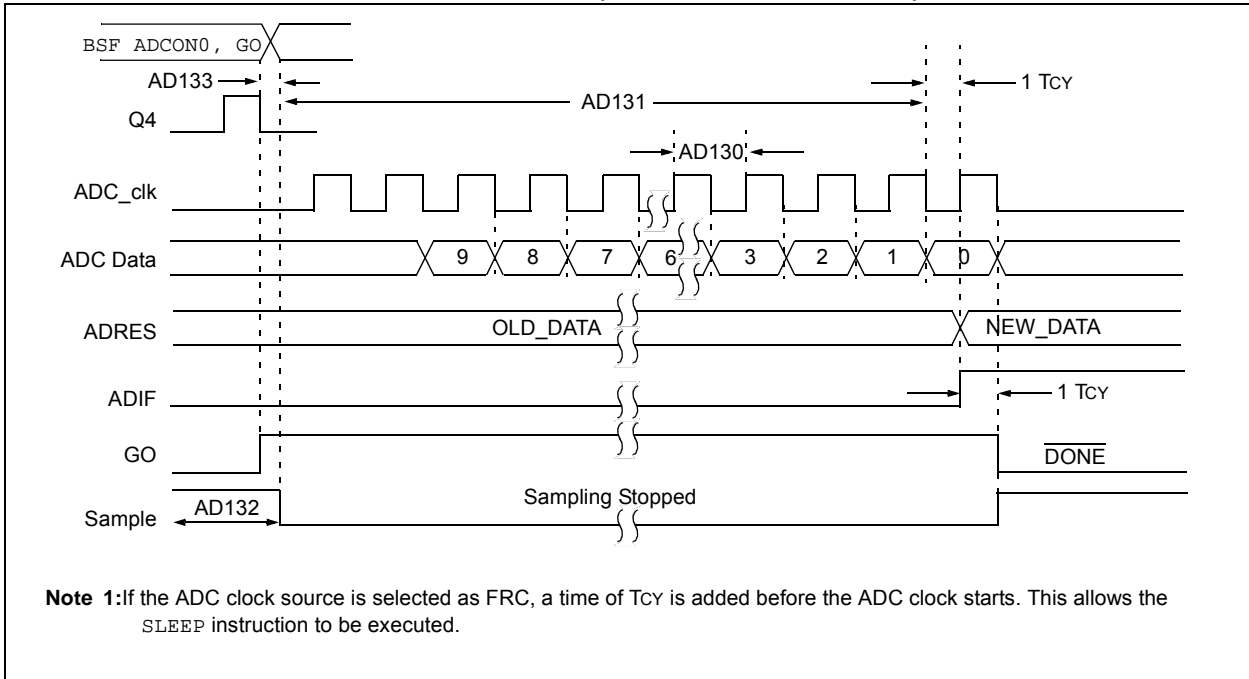 BSF ADCON0, GO
AD133
1 TCY
AD131
Q4
AD130
ADC_clk
ADC Data
9 8 7 6 3 2 1 0
ADRES
OLD_DATA
NEW_DATA
ADIF
1 TCY
GO
DONE
Sample
AD132
Sampling Stopped
Note 1:If the ADC clock source is selected as FRC, a time of TCY is added before the ADC clock starts. This allows the
SLEEP instruction to be executed.